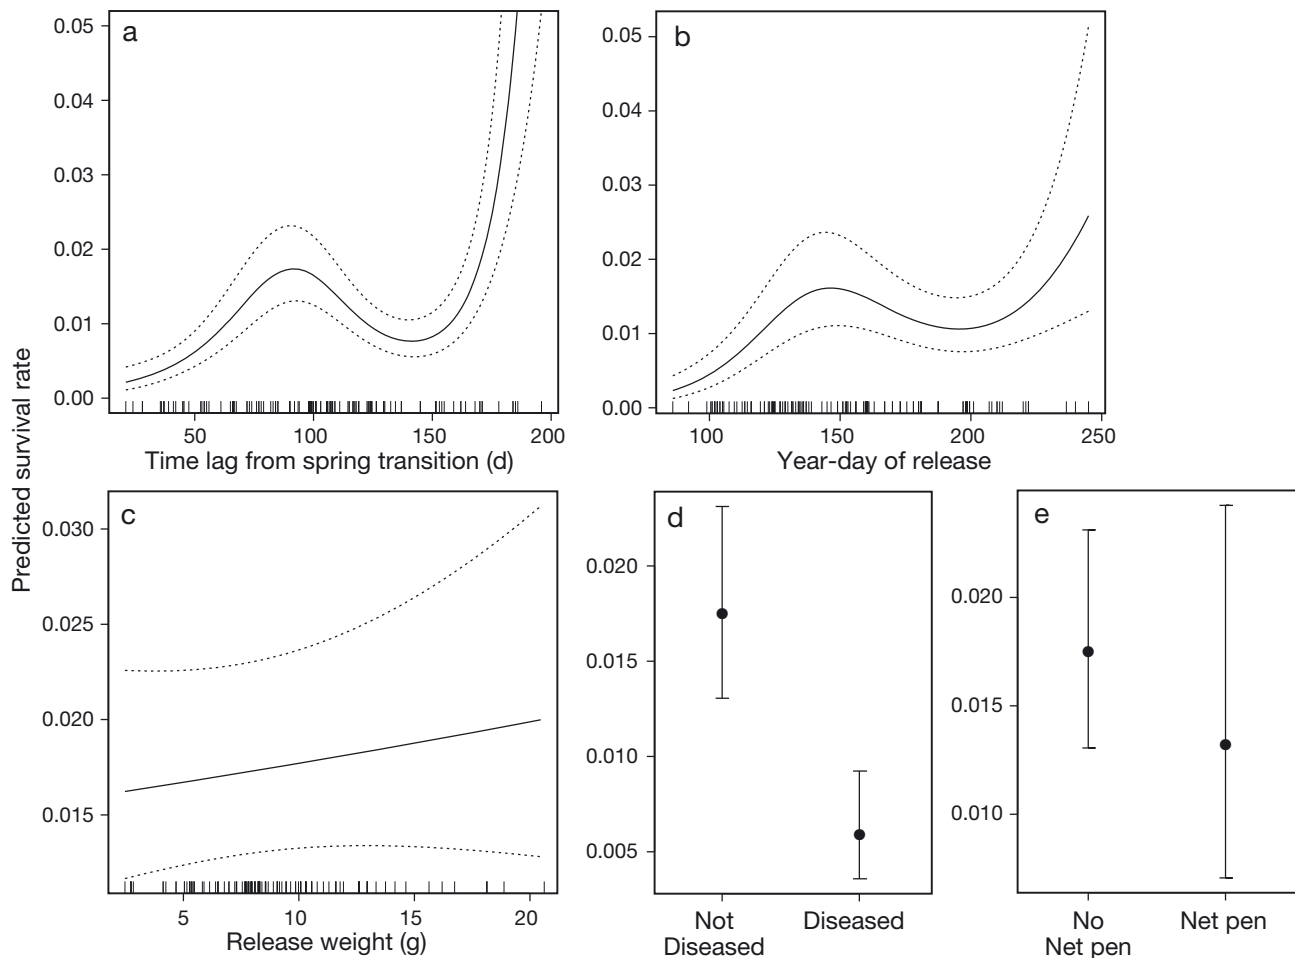 a
0.05
0.04
0.03
0.02
0.01
0.00
50
100
150
200
Time lag from spring transition (d)
b
0.05
0.04
0.03
0.02
0.01
0.00
100
150
200
250
Year-day of release
Predicted survival rate
c
0.030
0.025
0.020
0.015
5
10
15
20
Release weight (g)
d
0.020
0.015
0.010
0.005
Not
Diseased
Diseased
e
0.020
0.015
0.010
No
Net pen
Net pen